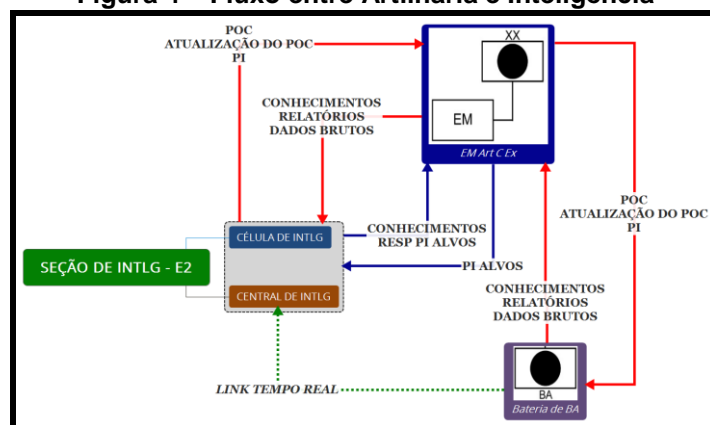 Figura 4 – Fluxo entre Artilharia e Inteligência
POC
ATUALIZAÇÃO DO POC
PI
XX
EM
EM Art C Ex
CONHECIMENTOS
RELATÓRIOS
DADOS BRUTOS
POC
ATUALIZAÇÃO DO POC
PI
CÉLULA DE INTLG
CONHECIMENTOS
RESP PI ALVOS
SEÇÃO DE INTLG - E2
PI ALVOS
CENTRAL DE INTLG
CONHECIMENTOS
RELATÓRIOS
DADOS BRUTOS
LINK TEMPO REAL
BA
Bateria de BA